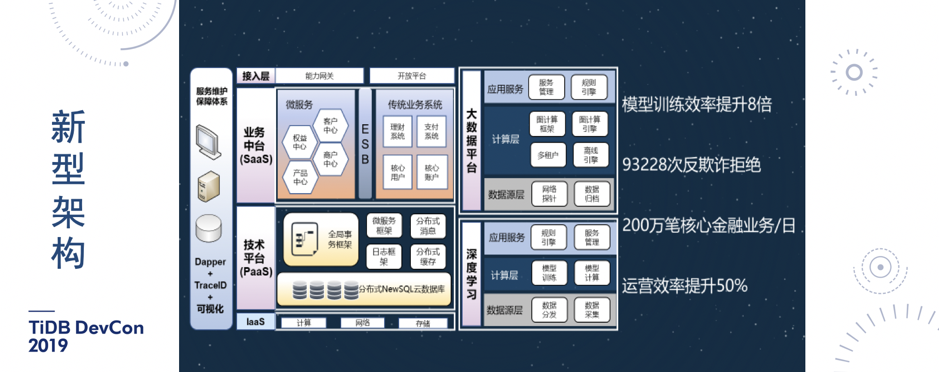 新型架构
TiDB DevCon
2019
服务维护
保障体系
Dapper
+
TraceID
+
可视化
接入层
能力网关
开放平台
业务
中台
(SaaS)
微服务
客户
中心
权益
中心
商户
中心
产品
中心
ESB
传统业务系统
理财
系统
支付
系统
核心
用户
核心
账户
技术
平台
(PaaS)
全局事
务框架
微服务
框架
分布式
消息
日志框
架
分布式
缓存
分布式NewSQL云数据库
IaaS
计算
网络
存储
大数据平台
应用服务
服务
管理
规则
引擎
计算层
图计算
框架
图计算
引擎
多租户
离线
引擎
数据源层
网络
探针
数据
归档
深度学习
应用服务
规则
引擎
服务
管理
计算层
模型
训练
模型
计算
数据源层
数据
分发
数据
采集
模型训练效率提升8倍
93228次反欺诈拒绝
200万笔核心金融业务/日
运营效率提升50%